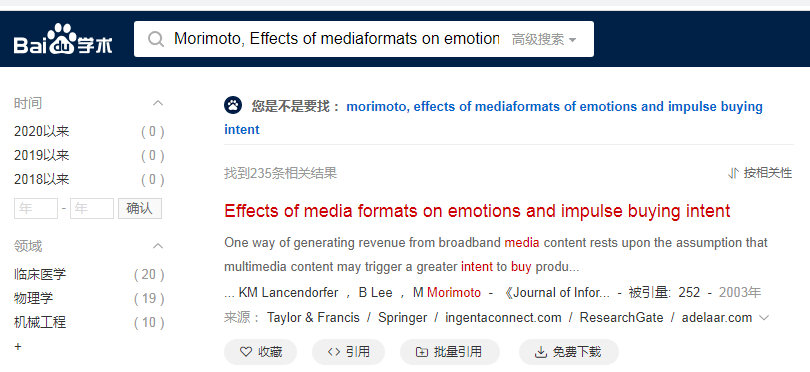 Baidu学术
Morimoto, Effects of mediaformats on emotion
高级搜索
时间
2020以来 ( 0 )
2019以来 ( 0 )
2018以来 ( 0 )
年 - 年 确认
领域
临床医学 ( 20 )
物理学 ( 19 )
机械工程 ( 10 )
+
您是不是要找： morimoto, effects of mediaformats of emotions and impulse buying
intent
找到235条相关结果 按相关性
Effects of media formats on emotions and impulse buying intent
One way of generating revenue from broadband media content rests upon the assumption that
multimedia content may trigger a greater intent to buy produ...
... KM Lancendorfer ， B Lee ， M Morimoto - 《Journal of Infor... - 被引量: 252 - 2003年
来源： Taylor & Francis / Springer / ingentaconnect.com / ResearchGate / adelaar.com
收藏 <> 引用 批量引用 免费下载